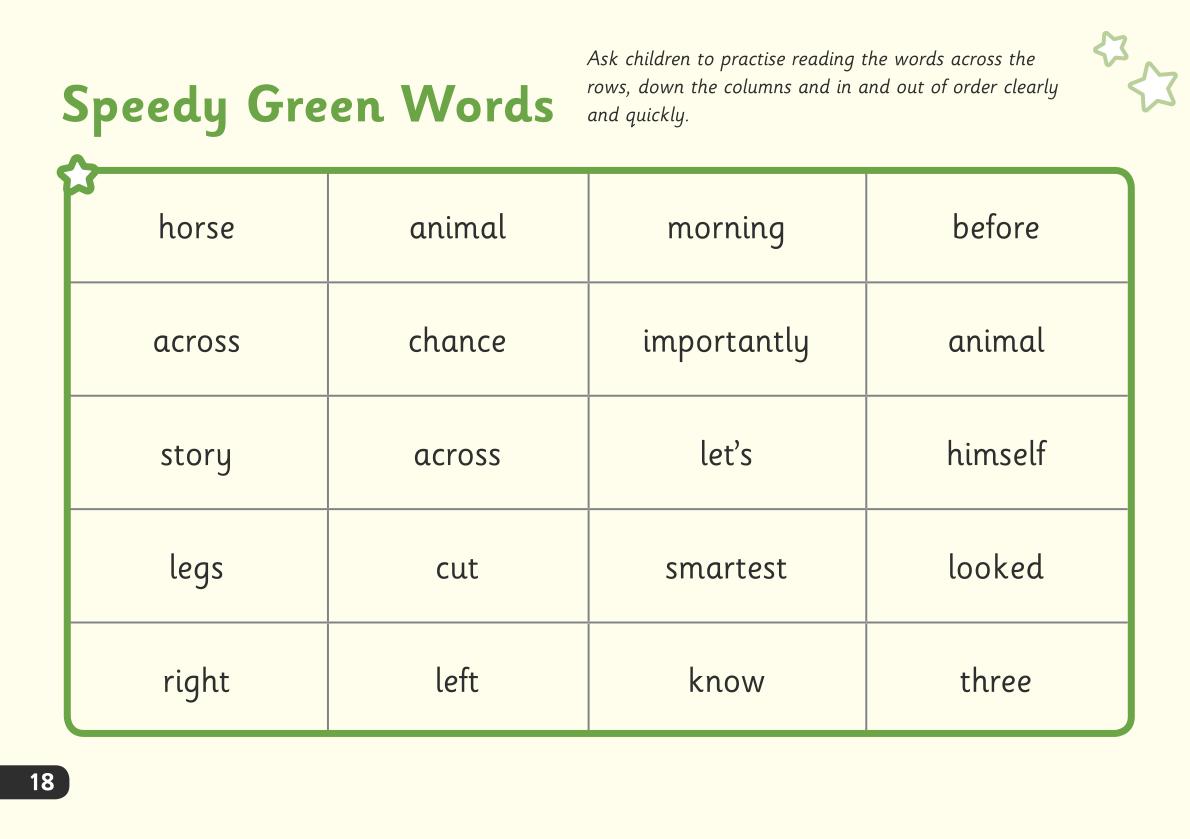 Speedy Green Words
Ask children to practise reading the words across the
rows, down the columns and in and out of order clearly
and quickly.
horse animal morning before
across chance importantly animal
story across let’s himself
legs cut smartest looked
right left know three
18